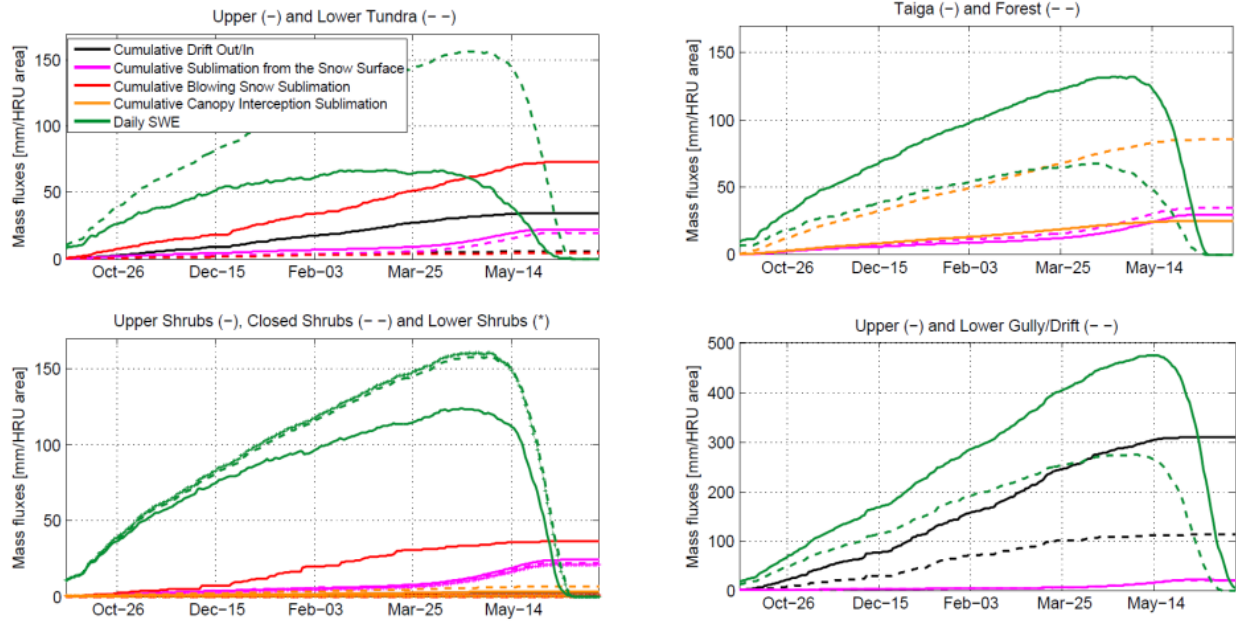 Upper (−) and Lower Tundra (− −)
Mass fluxes [mm/HRU area]
150
100
50
0
Cumulative Drift Out/In
Cumulative Sublimation from the Snow Surface
Cumulative Blowing Snow Sublimation
Cumulative Canopy Interception Sublimation
Daily SWE
Oct−26 Dec−15 Feb−03 Mar−25 May−14
Taiga (−) and Forest (− −)
Mass fluxes [mm/HRU area]
150
100
50
0
Oct−26 Dec−15 Feb−03 Mar−25 May−14
Upper Shrubs (−), Closed Shrubs (− −) and Lower Shrubs (*)
Mass fluxes [mm/HRU area]
150
100
50
0
Oct−26 Dec−15 Feb−03 Mar−25 May−14
Upper (−) and Lower Gully/Drift (− −)
Mass fluxes [mm/HRU area]
500
400
300
200
100
0
Oct−26 Dec−15 Feb−03 Mar−25 May−14